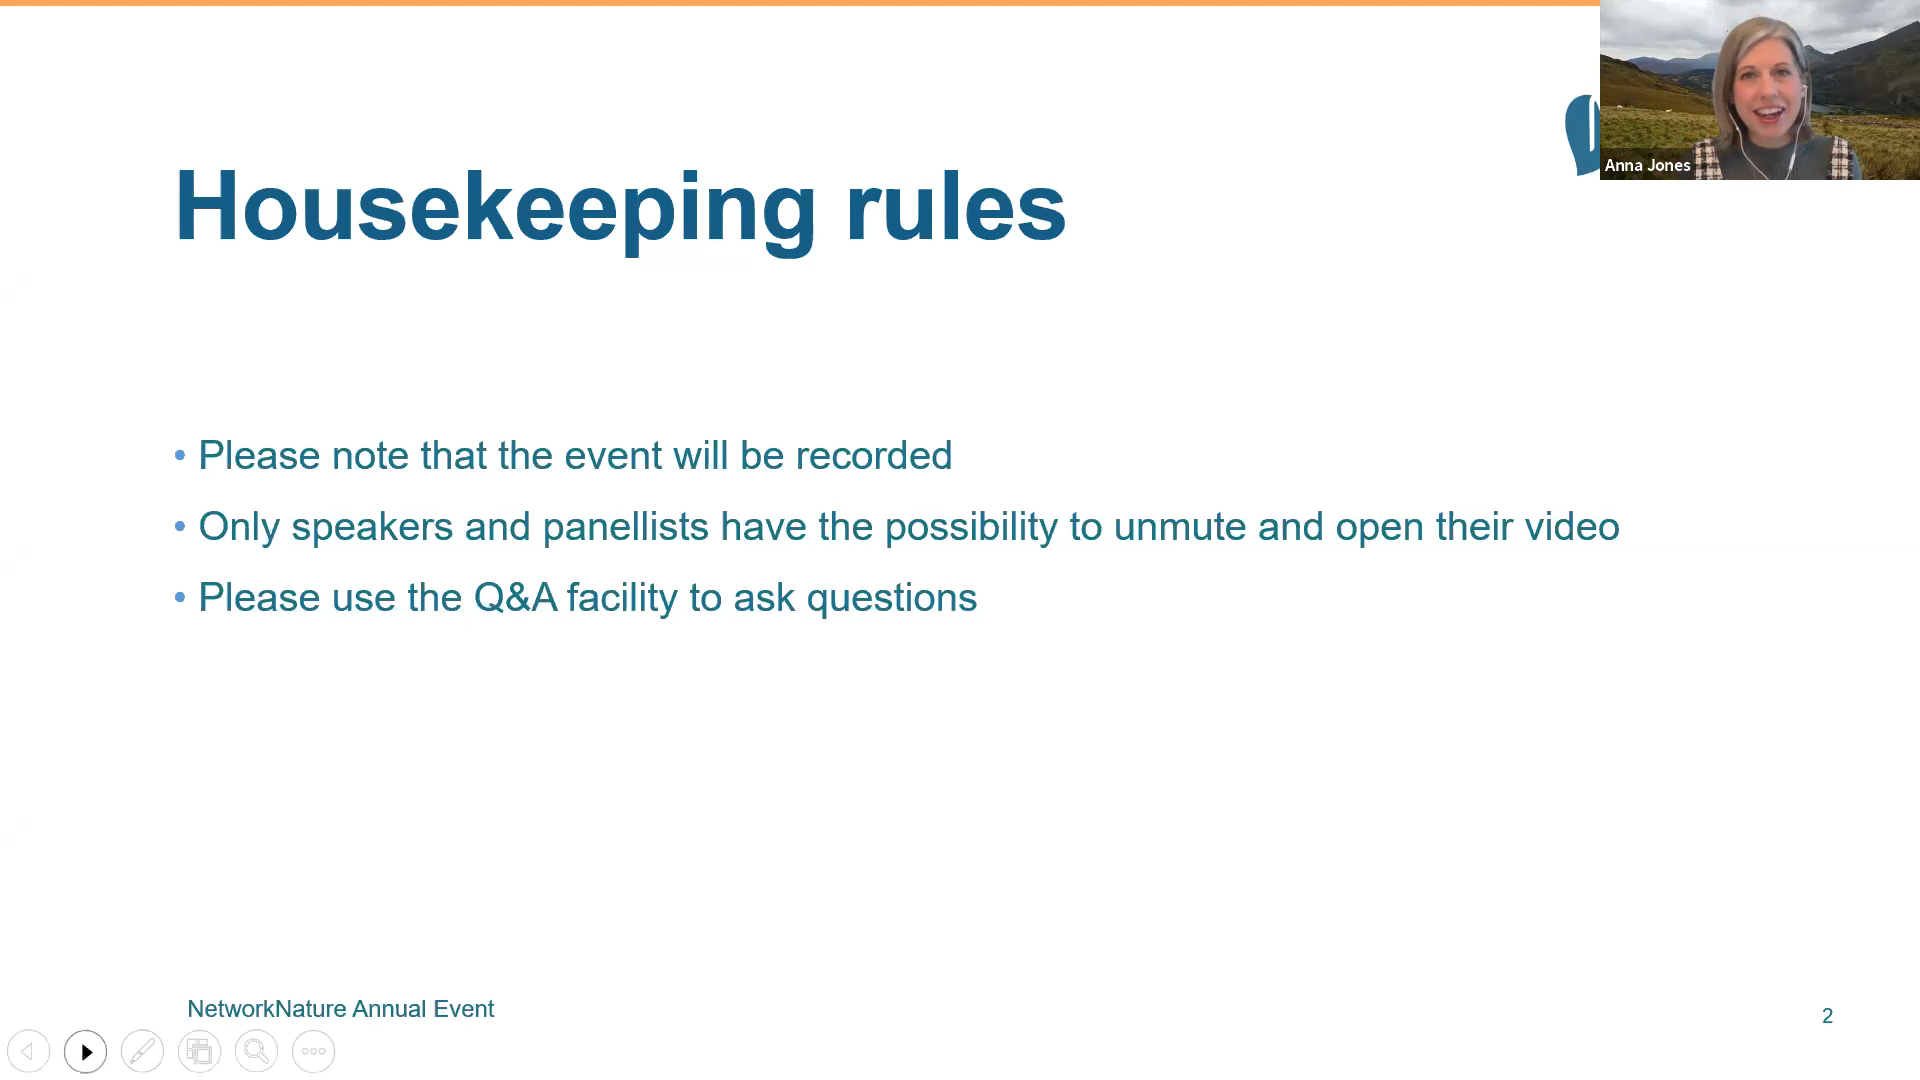 Anna Jones
Housekeeping rules
• Please note that the event will be recorded
• Only speakers and panellists have the possibility to unmute and open their video
• Please use the Q&A facility to ask questions
NetworkNature Annual Event
2